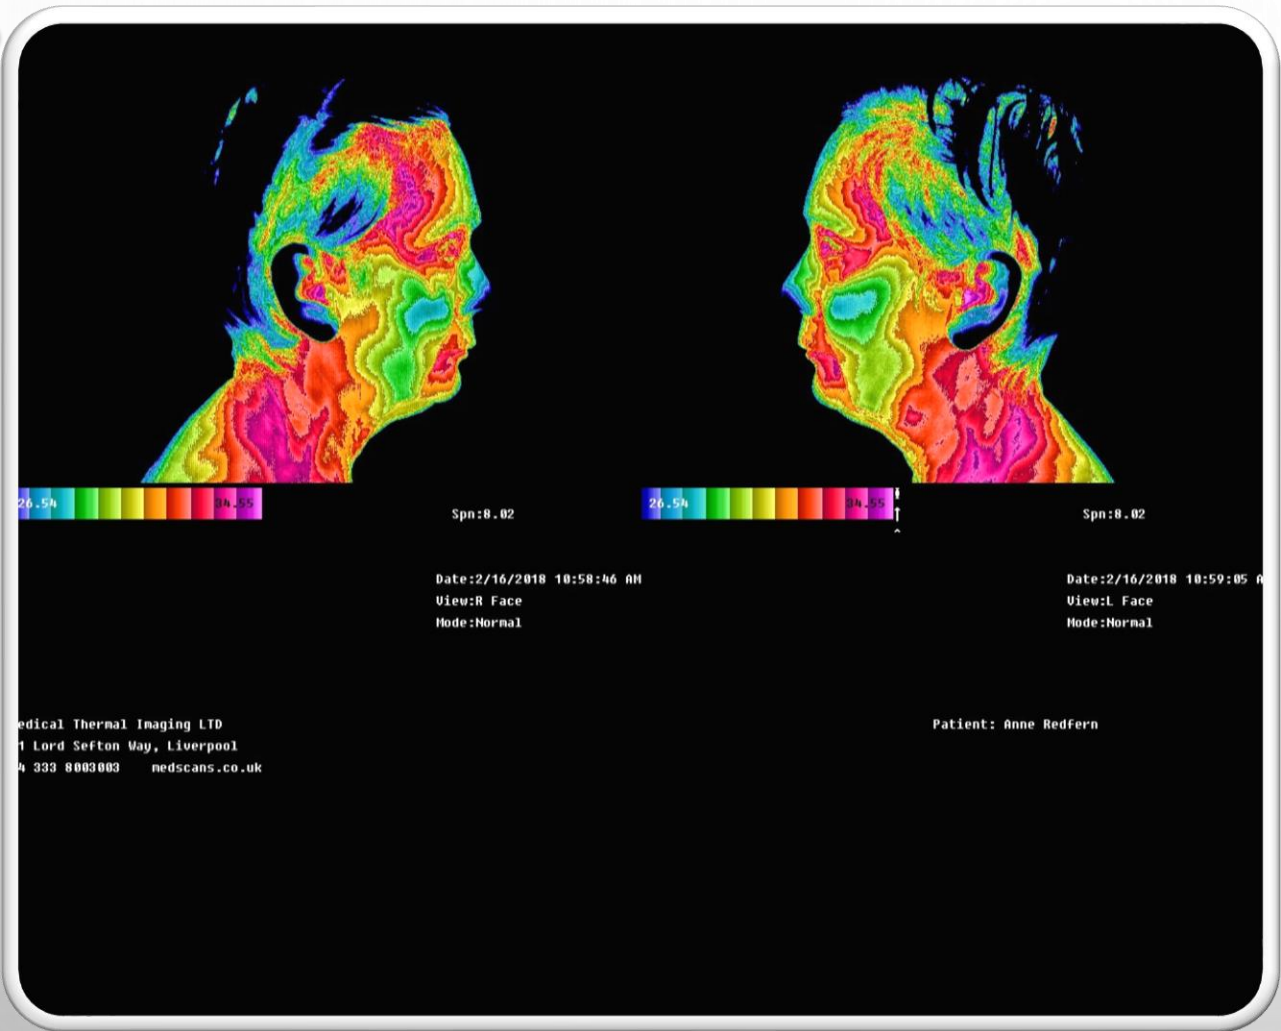 26.54 34.55
Spn:8.02
26.54 34.55
Spn:8.02
Date:2/16/2018 10:58:46 AM
View:R Face
Mode:Normal
Date:2/16/2018 10:59:05 A
View:L Face
Mode:Normal
edical Thermal Imaging LTD
1 Lord Sefton Way, Liverpool
4 333 8003003 medscans.co.uk
Patient: Anne Redfern